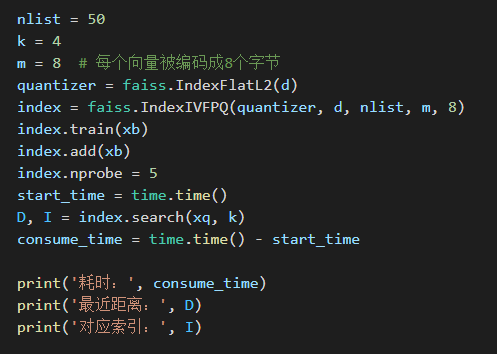 nlist = 50
k = 4
m = 8  # 每个向量被编码成8个字节
quantizer = faiss.IndexFlatL2(d)
index = faiss.IndexIVFPQ(quantizer, d, nlist, m, 8)
index.train(xb)
index.add(xb)
index.nprobe = 5
start_time = time.time()
D, I = index.search(xq, k)
consume_time = time.time() - start_time
print('耗时：', consume_time)
print('最近距离：', D)
print('对应索引：', I)